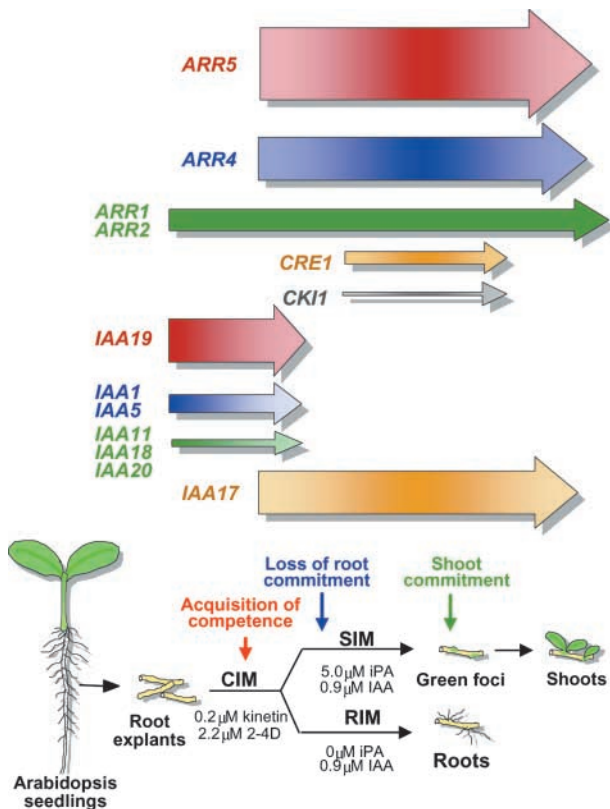 ARR5
ARR4
ARR1
ARR2
CRE1
CKI1
IAA19
IAA1
IAA5
IAA11
IAA18
IAA20
IAA17
Loss of root
commitment
Shoot
commitment
Acquisition of
competence
SIM
CIM
5.0µM iPA
0.9µM IAA
Green foci
Shoots
Root
explants
0.2µM kinetin
2.2µM 2-4D
RIM
0µM iPA
0.9µM IAA
Roots
Arabidopsis
seedlings